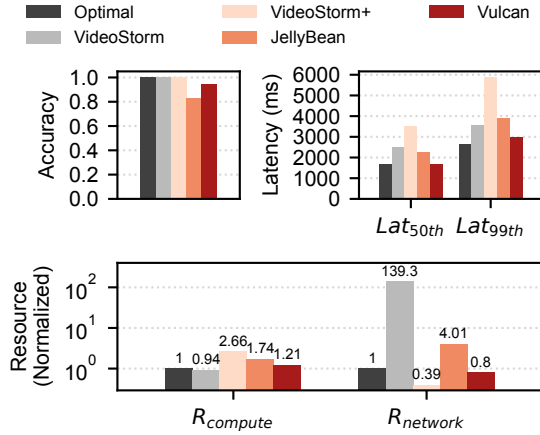 Optimal
VideoStorm
VideoStorm+
JellyBean
Vulcan
Accuracy
1.0
0.8
0.6
0.4
0.2
0.0
Latency (ms)
6000
5000
4000
3000
2000
1000
0
Lat50th
Lat99th
Resource
(Normalized)
10^2
10^1
10^0
1
0.94
2.66
1.74
1.21
1
139.3
0.39
4.01
0.8
Rcompute
Rnetwork